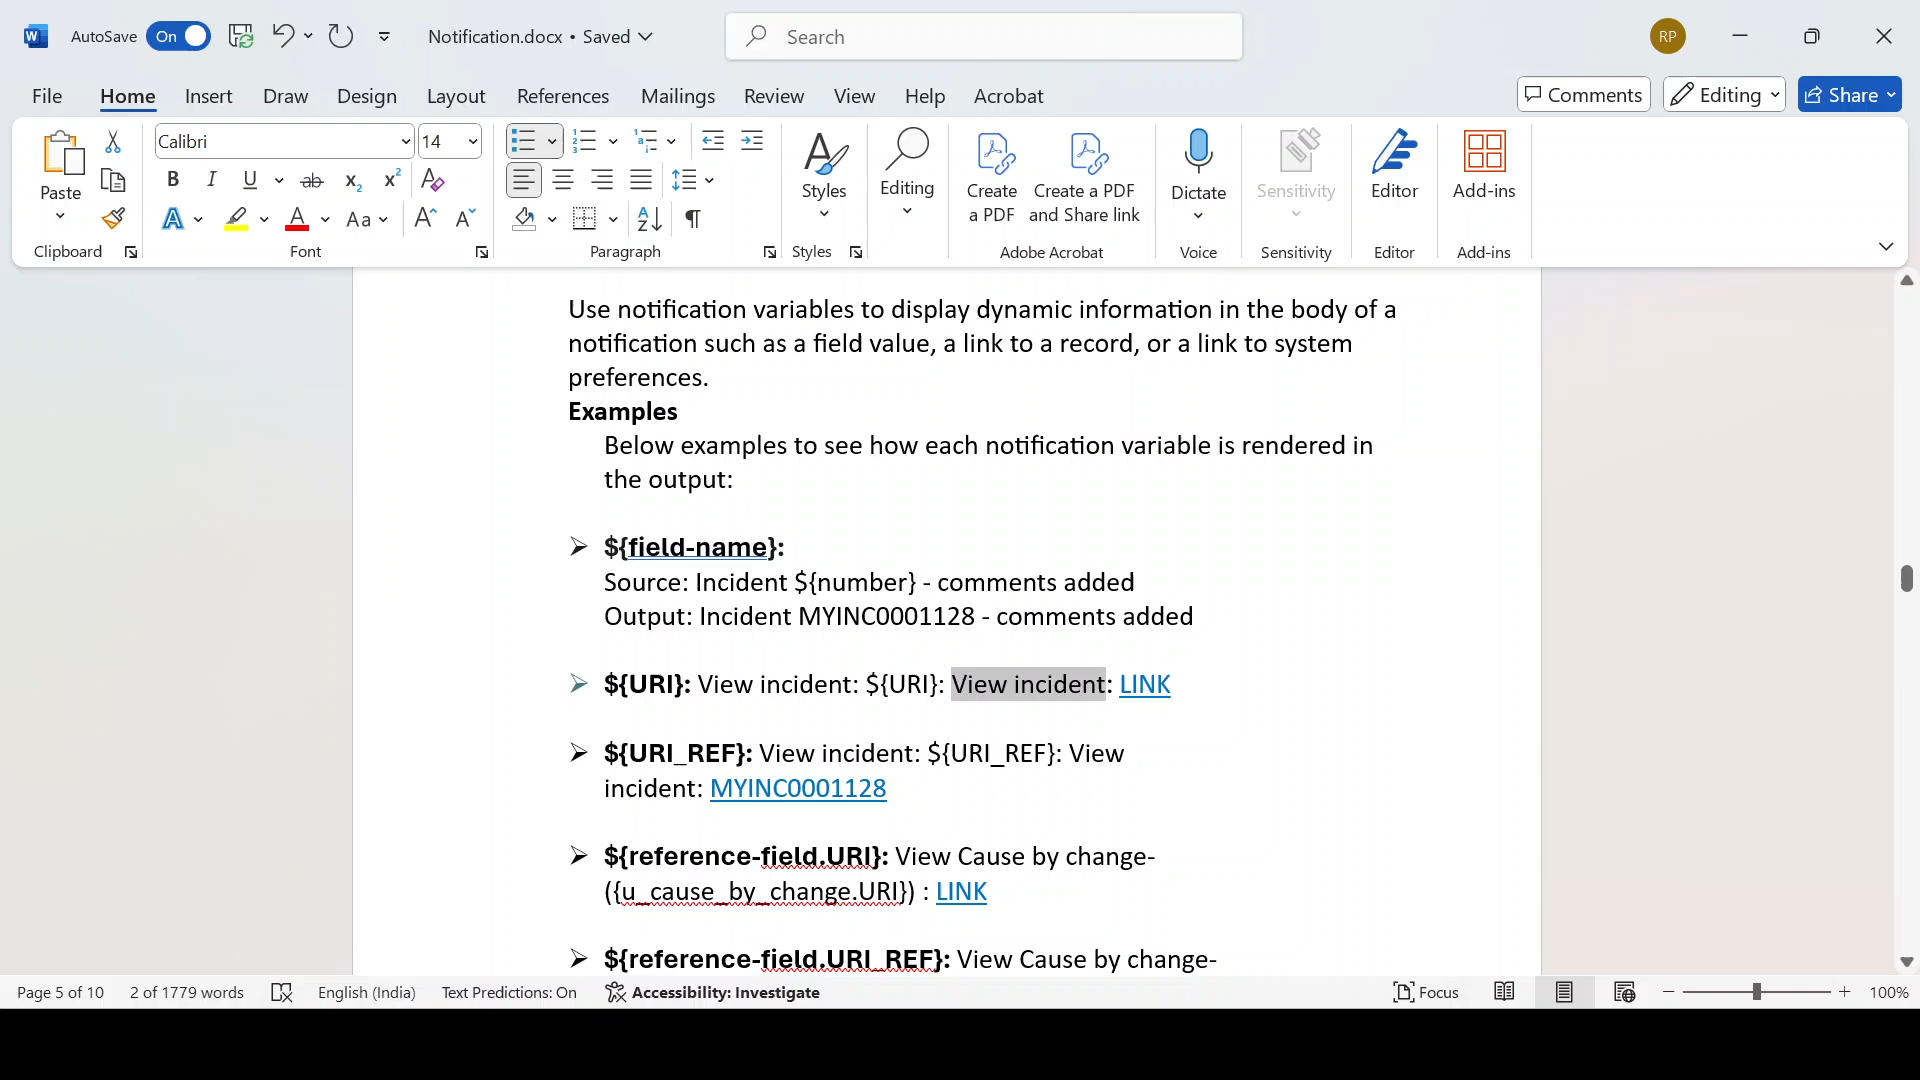 AutoSave On Notification.docx • Saved Search RP
File Home Insert Draw Design Layout References Mailings Review View Help Acrobat Comments Editing Share
Calibri 14
Paste Styles Editing Create a PDF Create a PDF and Share link Dictate Sensitivity Editor Add-ins
Clipboard Font Paragraph Styles Adobe Acrobat Voice Sensitivity Editor Add-ins
Use notification variables to display dynamic information in the body of a
notification such as a field value, a link to a record, or a link to system
preferences.
Examples
Below examples to see how each notification variable is rendered in
the output:
➢ ${field-name}:
Source: Incident ${number} - comments added
Output: Incident MYINC0001128 - comments added
➢ ${URI}: View incident: ${URI}: View incident: LINK
➢ ${URI_REF}: View incident: ${URI_REF}: View
incident: MYINC0001128
➢ ${reference-field.URI}: View Cause by change-
({u_cause_by_change.URI}) : LINK
➢ ${reference-field.URI_REF}: View Cause by change-
Page 5 of 10 2 of 1779 words English (India) Text Predictions: On Accessibility: Investigate Focus 100%